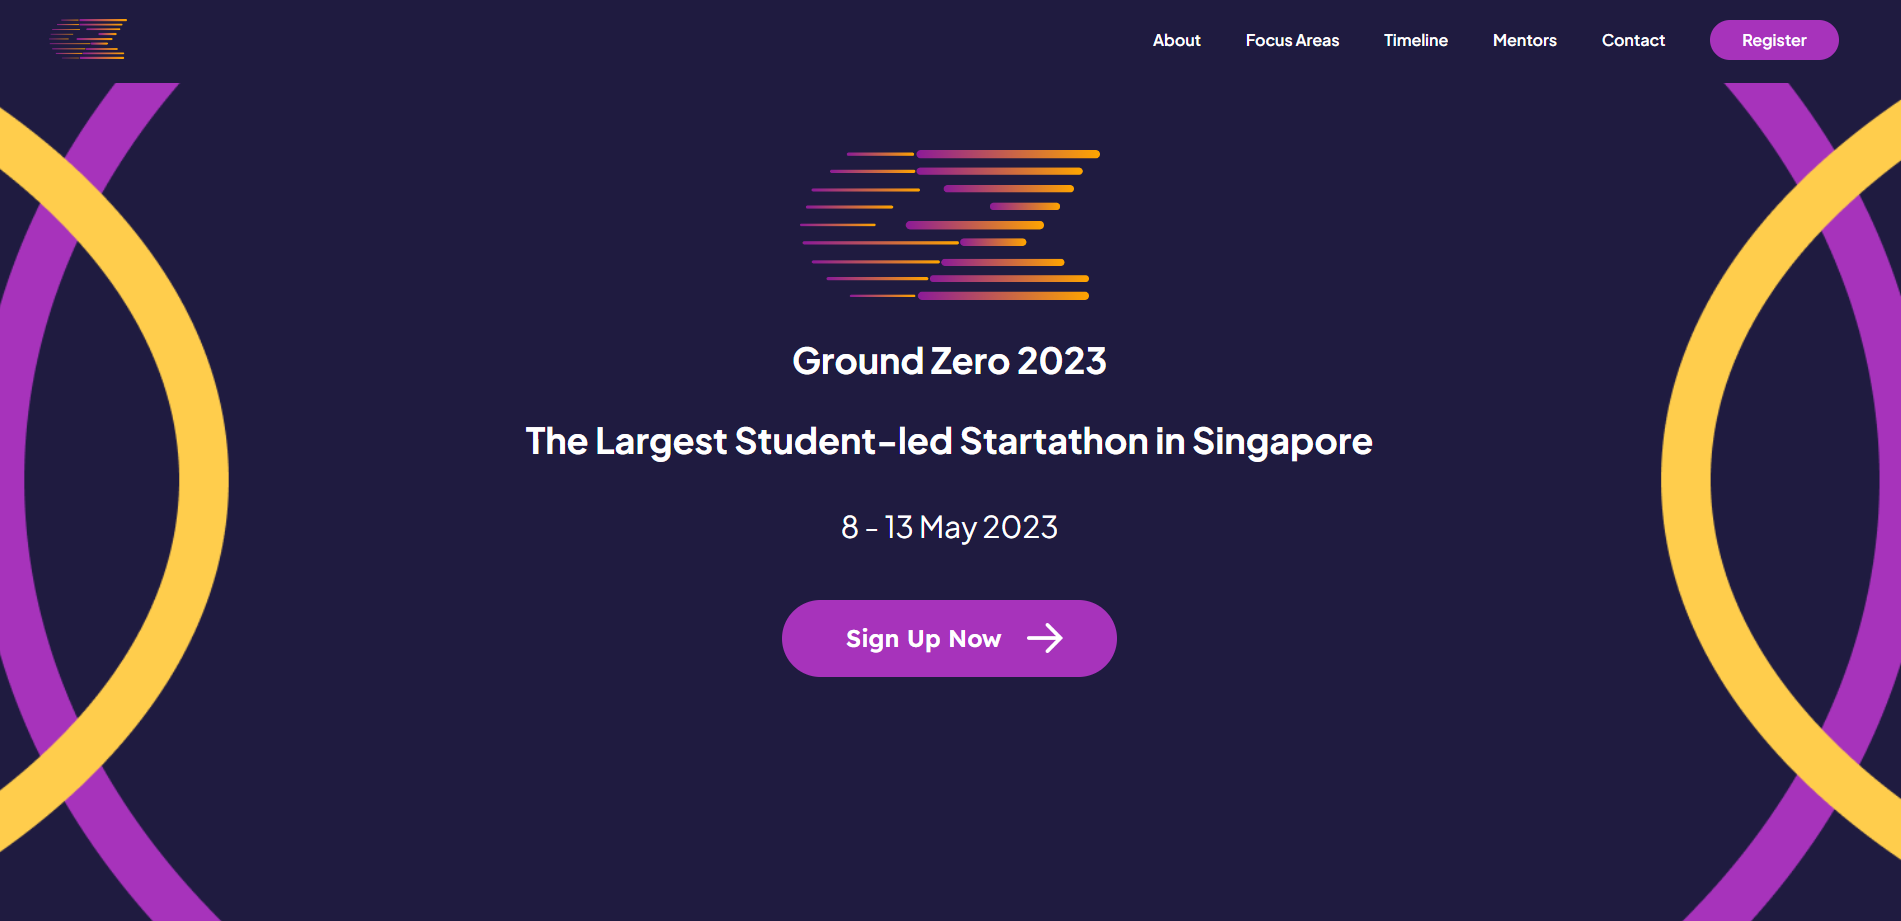 About
Focus Areas
Timeline
Mentors
Contact
Register
Ground Zero 2023
The Largest Student-led Startathon in Singapore
8 - 13 May 2023
Sign Up Now